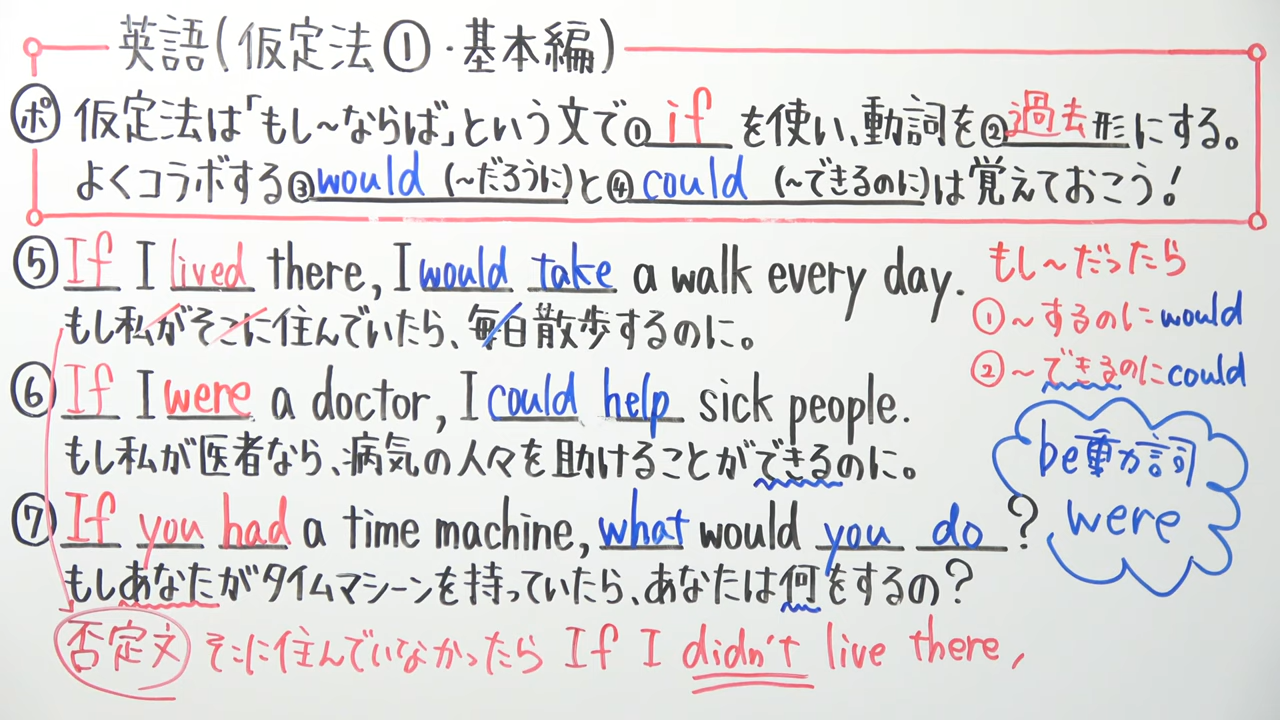 英語(仮定法①・基本編)
ポ 仮定法は「もし～ならば」という文で①ifを使い、動詞を②過去形にする。
よくコラボする③would (～だろうに)と④could (～できるのに)は覚えておこう!
⑤If I lived there, I would take a walk every day.
もし私がそこに住んでいたら、毎日散歩するのに。
⑥If I were a doctor, I could help sick people.
もし私が医者なら、病気の人々を助けることができるのに。
⑦If you had a time machine, what would you do?
もしあなたがタイムマシーンを持っていたら、あなたは何をするの?
否定文 そこに住んでいなかったら If I didn't live there,
もし～だったら
①～するのに would
②～できるのに could
be動詞
were